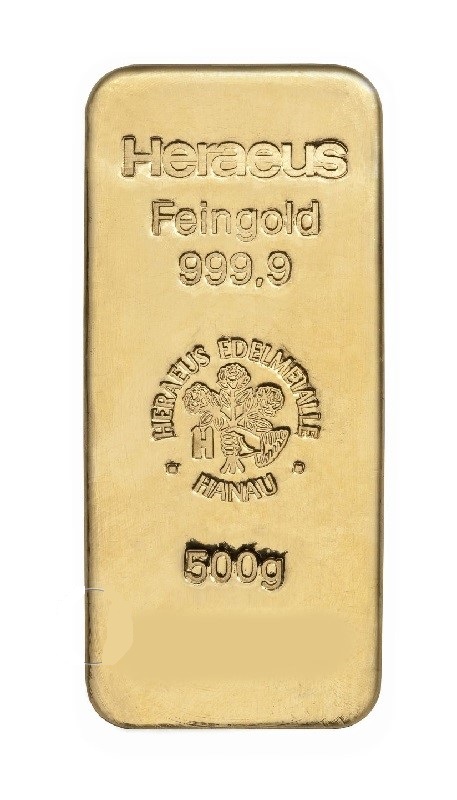 Heraeus
Feingold
999,9
HERAEUS EDELMETALLE
H
HANAU
500g